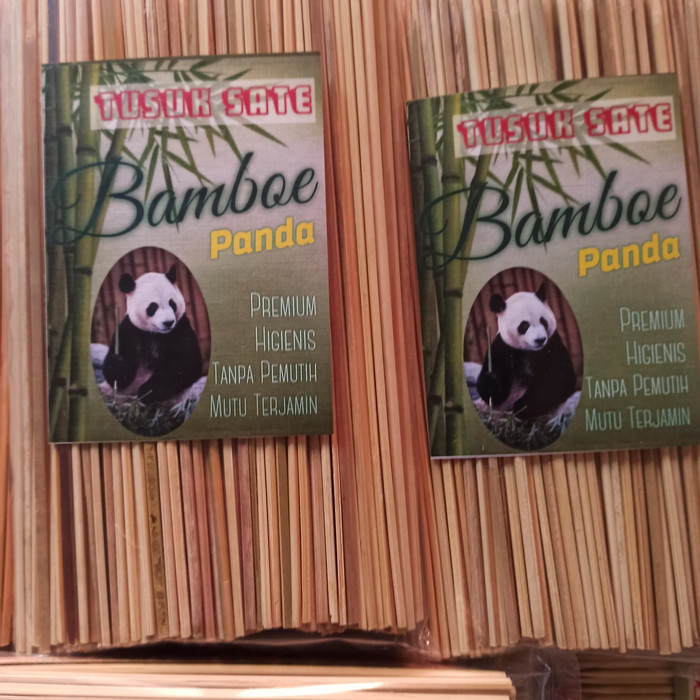 TUSUK SATE
Bamboe
Panda
PREMIUM
HIGIENIS
TANPA PEMUTIH
MUTU TERJAMIN
TUSUK SATE
Bamboe
Panda
PREMIUM
HIGIENIS
TANPA PEMUTIH
MUTU TERJAMIN